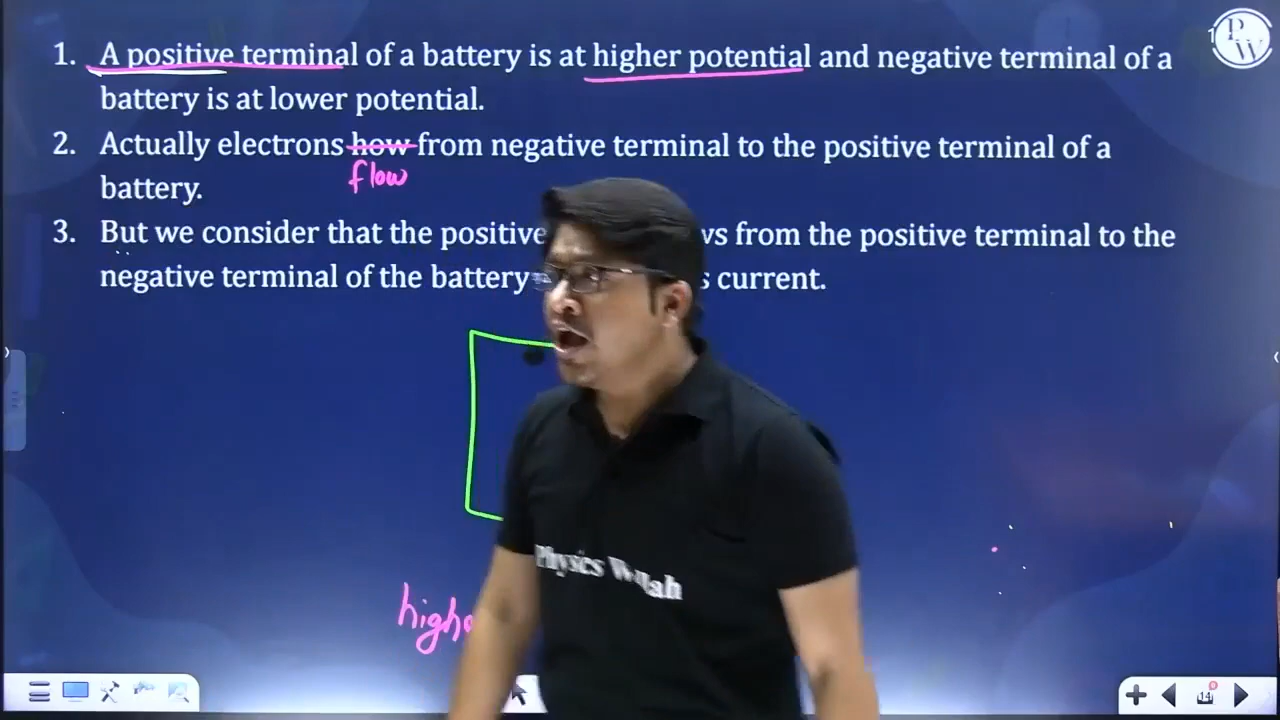 1. A positive terminal of a battery is at higher potential and negative terminal of a
battery is at lower potential.
2. Actually electrons how from negative terminal to the positive terminal of a
flow
battery.
3. But we consider that the positive from the positive terminal to the
negative terminal of the battery current.
Physics Wallah
PW
14